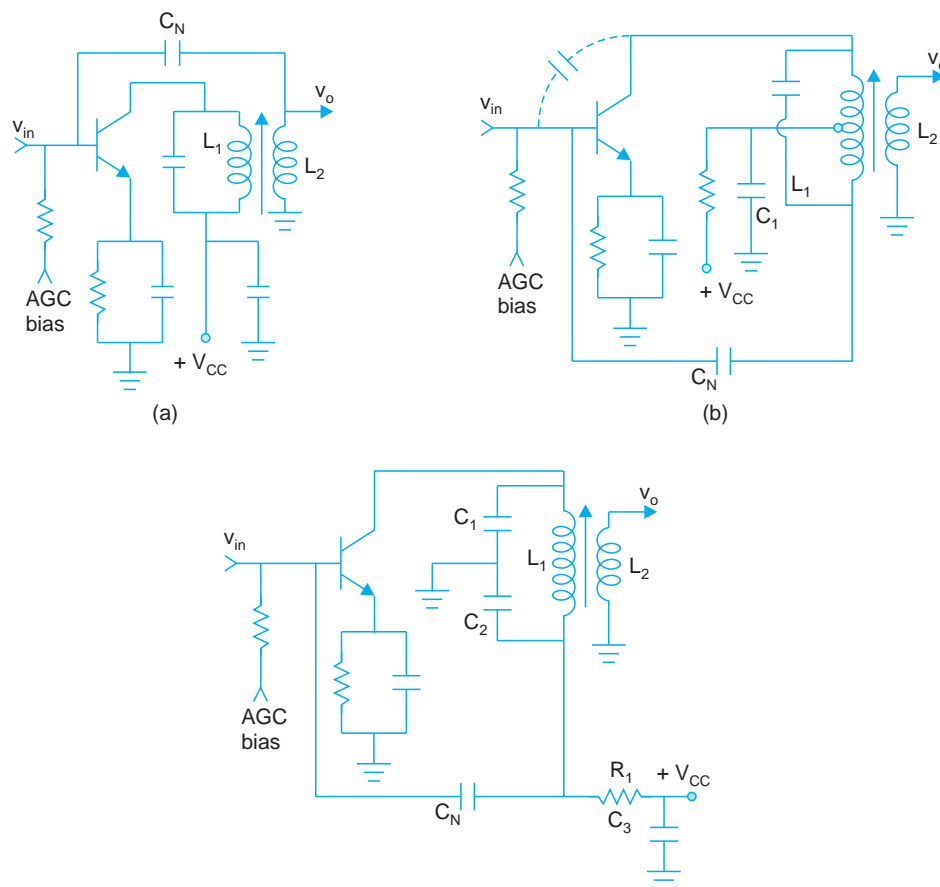 C_N
v_in
L_1
v_o
L_2
AGC
bias
+ V_CC
(a)
v_o
v_in
L_2
L_1
C_1
AGC
bias
+ V_CC
C_N
(b)
v_in
C_1
v_o
L_1
L_2
C_2
AGC
bias
R_1
+ V_CC
C_N
C_3